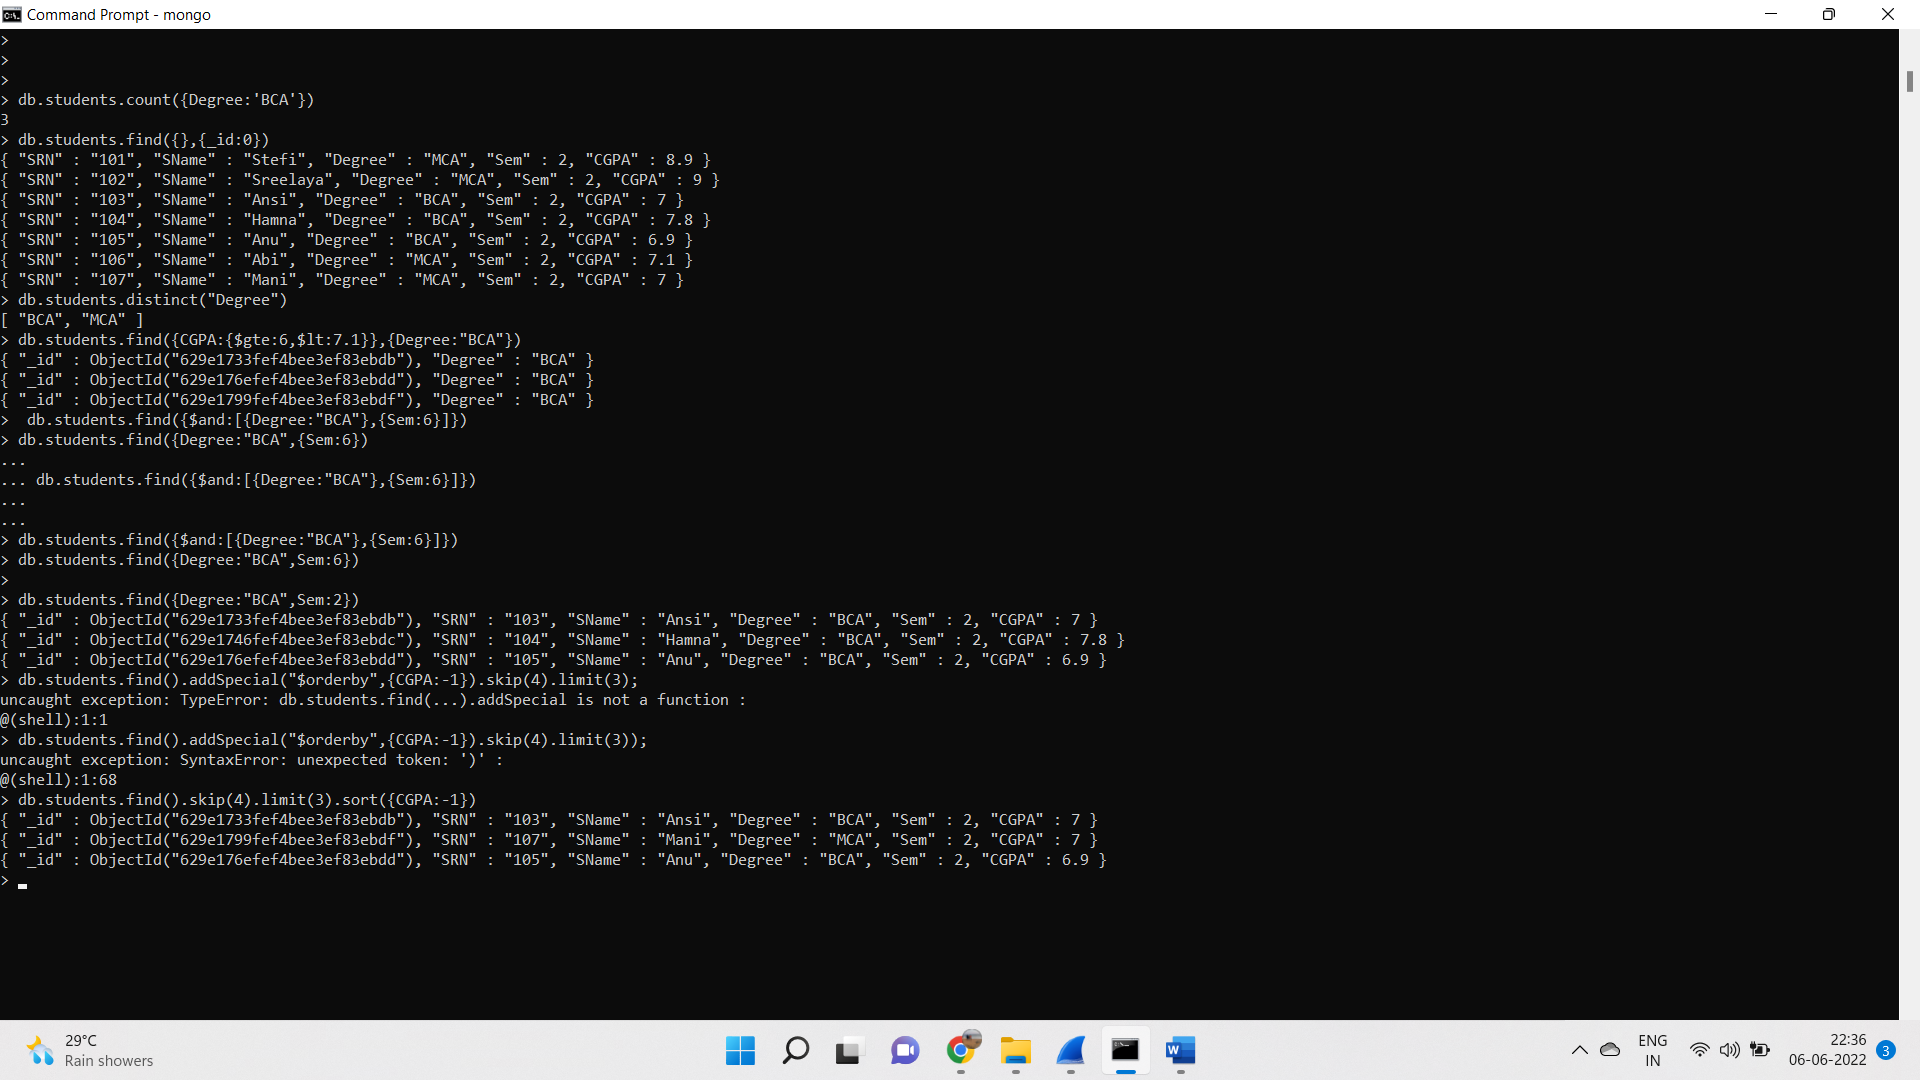 Command Prompt - mongo
>
>
>
> db.students.count({Degree:'BCA'})
3
> db.students.find({},{_id:0})
{ "SRN" : "101", "SName" : "Stefi", "Degree" : "MCA", "Sem" : 2, "CGPA" : 8.9 }
{ "SRN" : "102", "SName" : "Sreelaya", "Degree" : "MCA", "Sem" : 2, "CGPA" : 9 }
{ "SRN" : "103", "SName" : "Ansi", "Degree" : "BCA", "Sem" : 2, "CGPA" : 7 }
{ "SRN" : "104", "SName" : "Hamna", "Degree" : "BCA", "Sem" : 2, "CGPA" : 7.8 }
{ "SRN" : "105", "SName" : "Anu", "Degree" : "BCA", "Sem" : 2, "CGPA" : 6.9 }
{ "SRN" : "106", "SName" : "Abi", "Degree" : "MCA", "Sem" : 2, "CGPA" : 7.1 }
{ "SRN" : "107", "SName" : "Mani", "Degree" : "MCA", "Sem" : 2, "CGPA" : 7 }
> db.students.distinct("Degree")
[ "BCA", "MCA" ]
> db.students.find({CGPA:{$gte:6,$lt:7.1}},{Degree:"BCA"})
{ "_id" : ObjectId("629e1733fef4bee3ef83ebdb"), "Degree" : "BCA" }
{ "_id" : ObjectId("629e176efef4bee3ef83ebdd"), "Degree" : "BCA" }
{ "_id" : ObjectId("629e1799fef4bee3ef83ebdf"), "Degree" : "BCA" }
>  db.students.find({$and:[{Degree:"BCA"},{Sem:6}]})
> db.students.find({Degree:"BCA",{Sem:6})
...
... db.students.find({$and:[{Degree:"BCA"},{Sem:6}]})
...
...
> db.students.find({$and:[{Degree:"BCA"},{Sem:6}]})
> db.students.find({Degree:"BCA",Sem:6})
>
> db.students.find({Degree:"BCA",Sem:2})
{ "_id" : ObjectId("629e1733fef4bee3ef83ebdb"), "SRN" : "103", "SName" : "Ansi", "Degree" : "BCA", "Sem" : 2, "CGPA" : 7 }
{ "_id" : ObjectId("629e1746fef4bee3ef83ebdc"), "SRN" : "104", "SName" : "Hamna", "Degree" : "BCA", "Sem" : 2, "CGPA" : 7.8 }
{ "_id" : ObjectId("629e176efef4bee3ef83ebdd"), "SRN" : "105", "SName" : "Anu", "Degree" : "BCA", "Sem" : 2, "CGPA" : 6.9 }
> db.students.find().addSpecial("$orderby",{CGPA:-1}).skip(4).limit(3);
uncaught exception: TypeError: db.students.find(...).addSpecial is not a function :
@(shell):1:1
> db.students.find().addSpecial("$orderby",{CGPA:-1}).skip(4).limit(3));
uncaught exception: SyntaxError: unexpected token: ')' :
@(shell):1:68
> db.students.find().skip(4).limit(3).sort({CGPA:-1})
{ "_id" : ObjectId("629e1733fef4bee3ef83ebdb"), "SRN" : "103", "SName" : "Ansi", "Degree" : "BCA", "Sem" : 2, "CGPA" : 7 }
{ "_id" : ObjectId("629e1799fef4bee3ef83ebdf"), "SRN" : "107", "SName" : "Mani", "Degree" : "MCA", "Sem" : 2, "CGPA" : 7 }
{ "_id" : ObjectId("629e176efef4bee3ef83ebdd"), "SRN" : "105", "SName" : "Anu", "Degree" : "BCA", "Sem" : 2, "CGPA" : 6.9 }
>
29°C
Rain showers
W
ENG
IN
22:36
06-06-2022
3